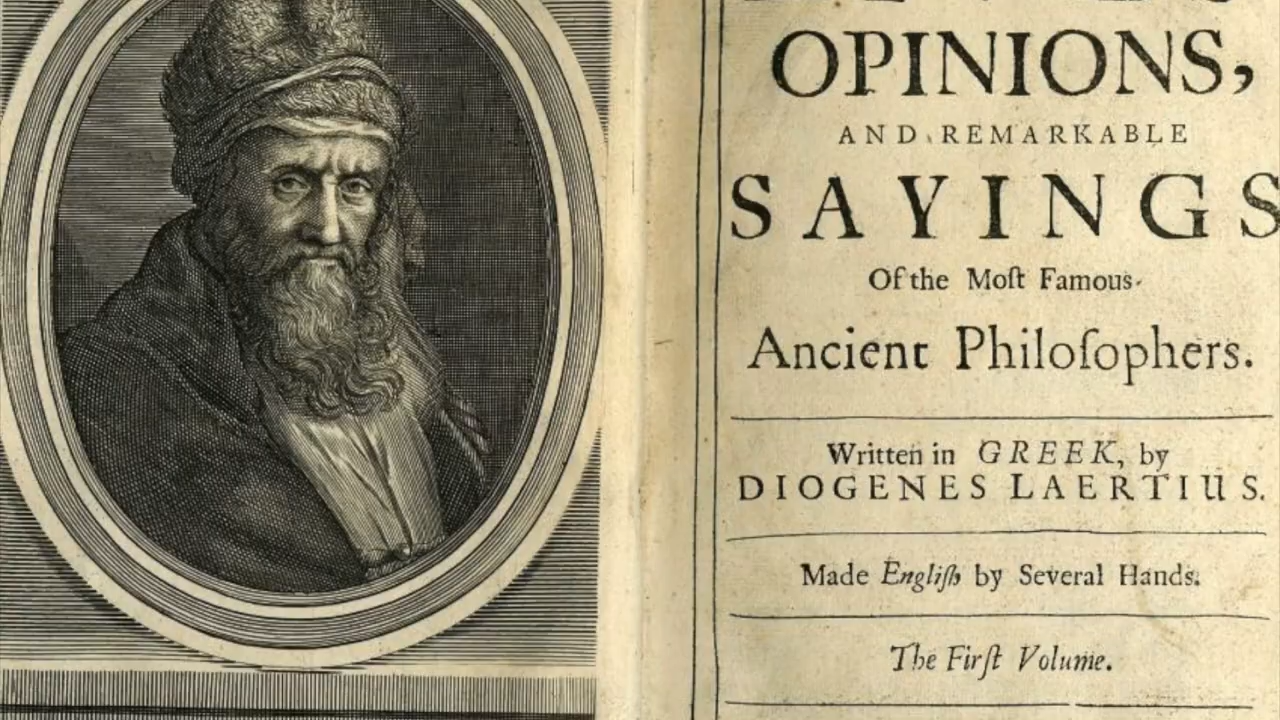 OPINIONS,
AND REMARKABLE
SAYINGS
Of the Moſt Famous
Ancient Philoſophers.
Written in GREEK, by
DIOGENES LAERTIUS.
Made Engliſh by Several Hands.
The Firſt Volume.